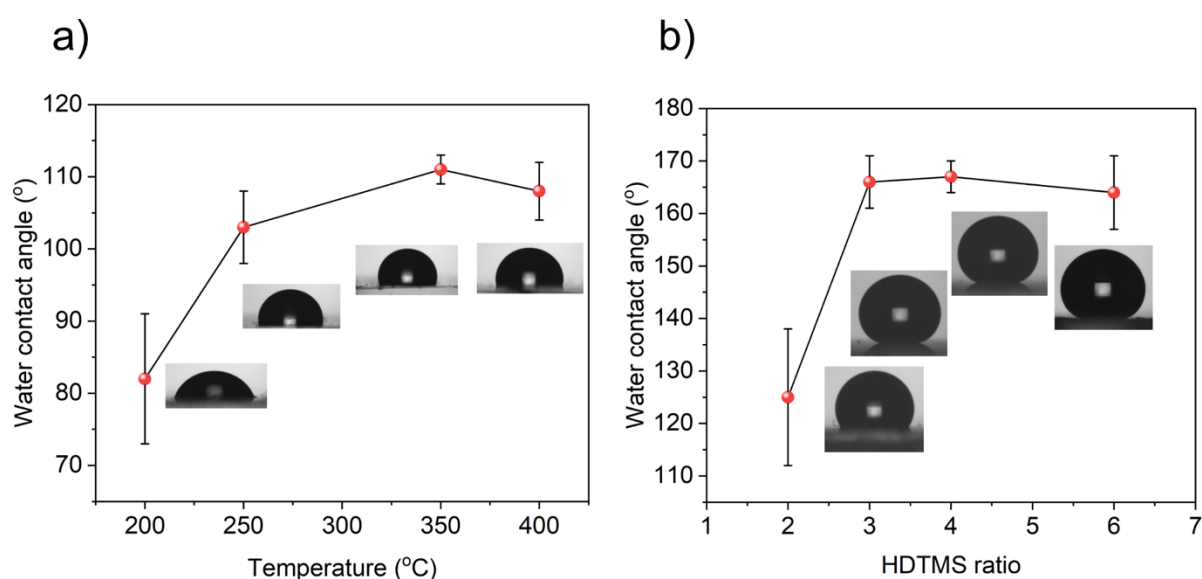 a)
120
110
100
90
80
70
Water contact angle (°)
200 250 300 350 400
Temperature (°C)
b)
180
170
160
150
140
130
120
110
Water contact angle (°)
1 2 3 4 5 6 7
HDTMS ratio